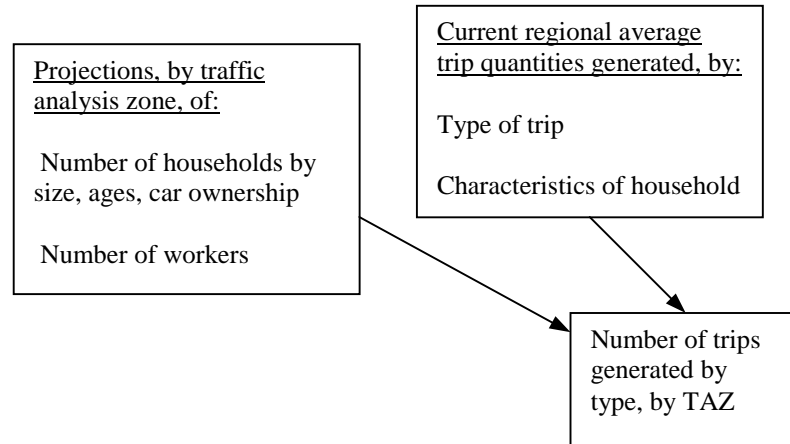 Projections, by traffic
analysis zone, of:
Number of households by
size, ages, car ownership
Number of workers
Current regional average
trip quantities generated, by:
Type of trip
Characteristics of household
Number of trips
generated by
type, by TAZ